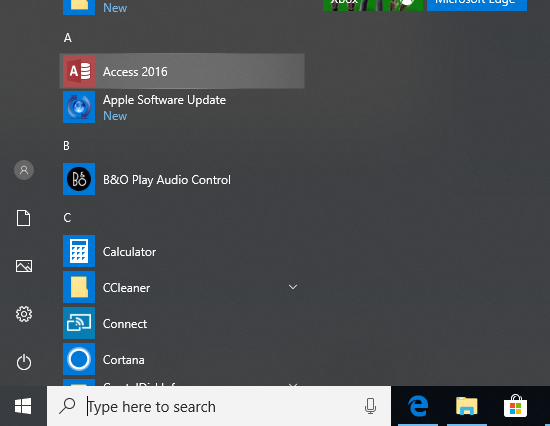 New
Xbox
Microsoft Edge
A
Access 2016
Apple Software Update
New
B
B&O Play Audio Control
C
Calculator
CCleaner
Connect
Cortana
Type here to search